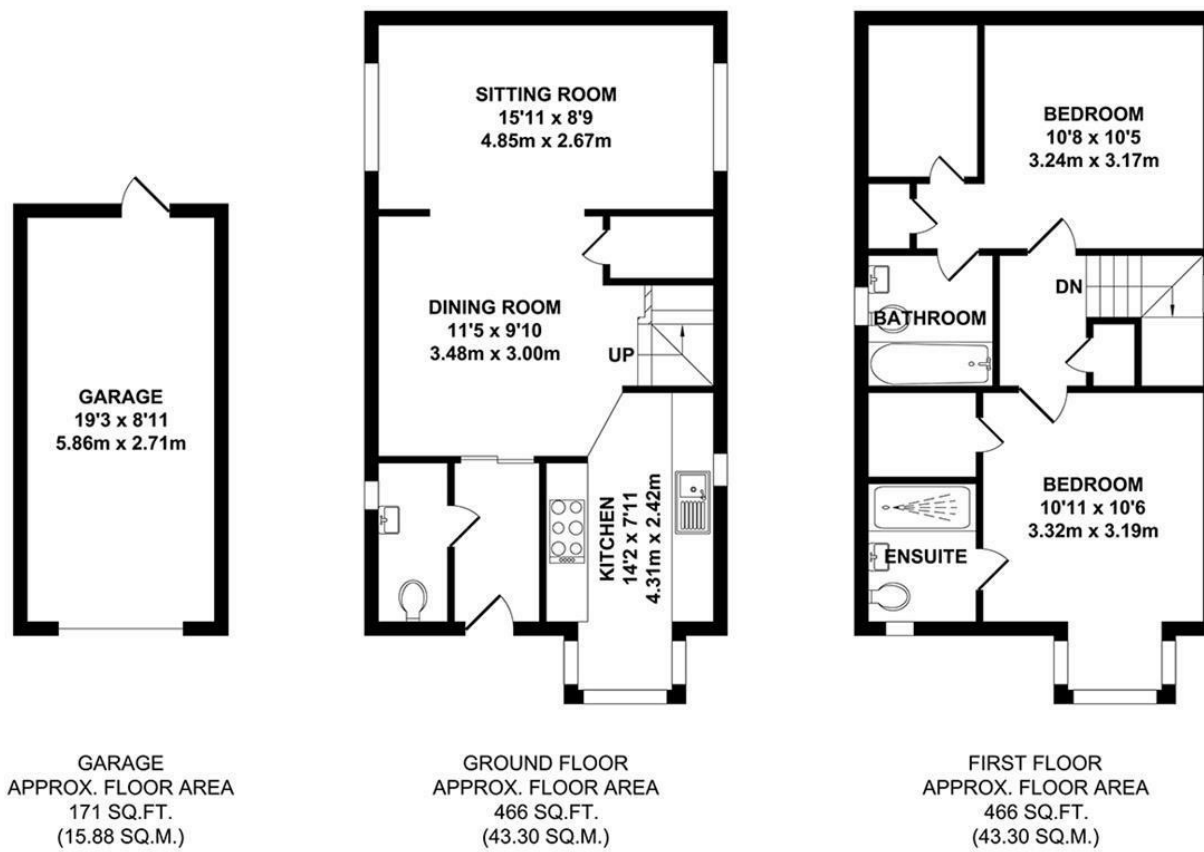 GARAGE
19'3 x 8'11
5.86m x 2.71m
GARAGE
APPROX. FLOOR AREA
171 SQ.FT.
(15.88 SQ.M.)
SITTING ROOM
15'11 x 8'9
4.85m x 2.67m
DINING ROOM
11'5 x 9'10
3.48m x 3.00m
UP
KITCHEN
14'2 x 7'11
4.31m x 2.42m
GROUND FLOOR
APPROX. FLOOR AREA
466 SQ.FT.
(43.30 SQ.M.)
BEDROOM
10'8 x 10'5
3.24m x 3.17m
DN
BATHROOM
BEDROOM
10'11 x 10'6
3.32m x 3.19m
ENSUITE
FIRST FLOOR
APPROX. FLOOR AREA
466 SQ.FT.
(43.30 SQ.M.)